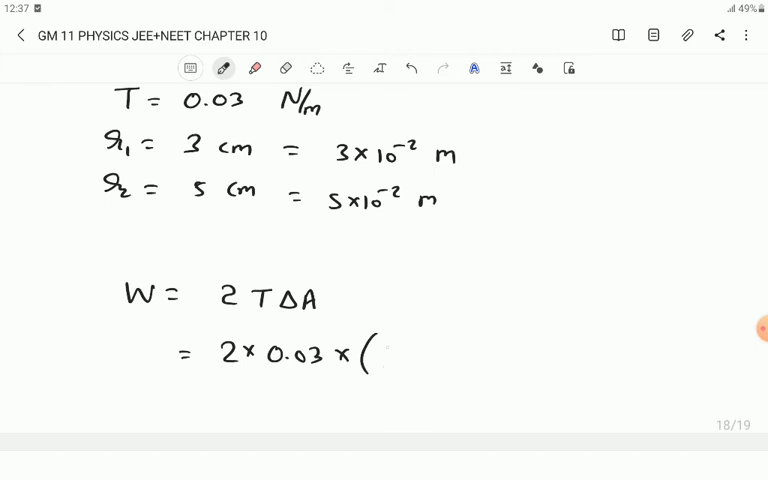 12:37 49%
GM 11 PHYSICS JEE+NEET CHAPTER 10
T = 0.03 N/m
r₁ = 3 cm = 3×10⁻² m
r₂ = 5 cm = 5×10⁻² m
W = 2 T ΔA
= 2 × 0.03 × (
18/19